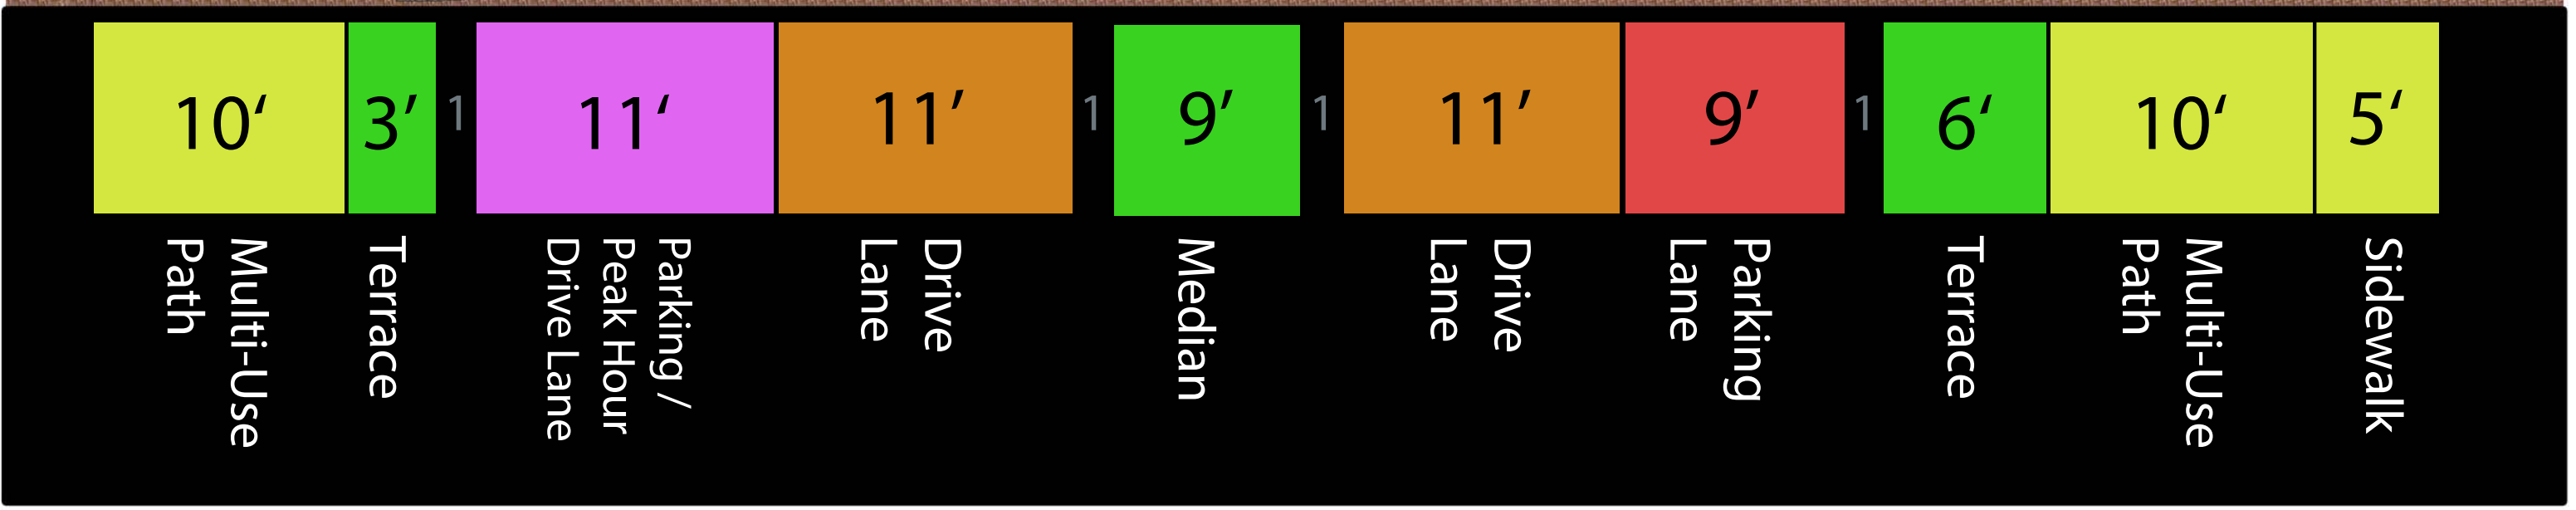 10‘
3’
1
11‘
11’
1
9’
1
11’
9’
1
6‘
10‘
5‘
Multi-Use
Path
Terrace
Parking /
Peak Hour
Drive Lane
Drive
Lane
Median
Drive
Lane
Parking
Lane
Terrace
Multi-Use
Path
Sidewalk